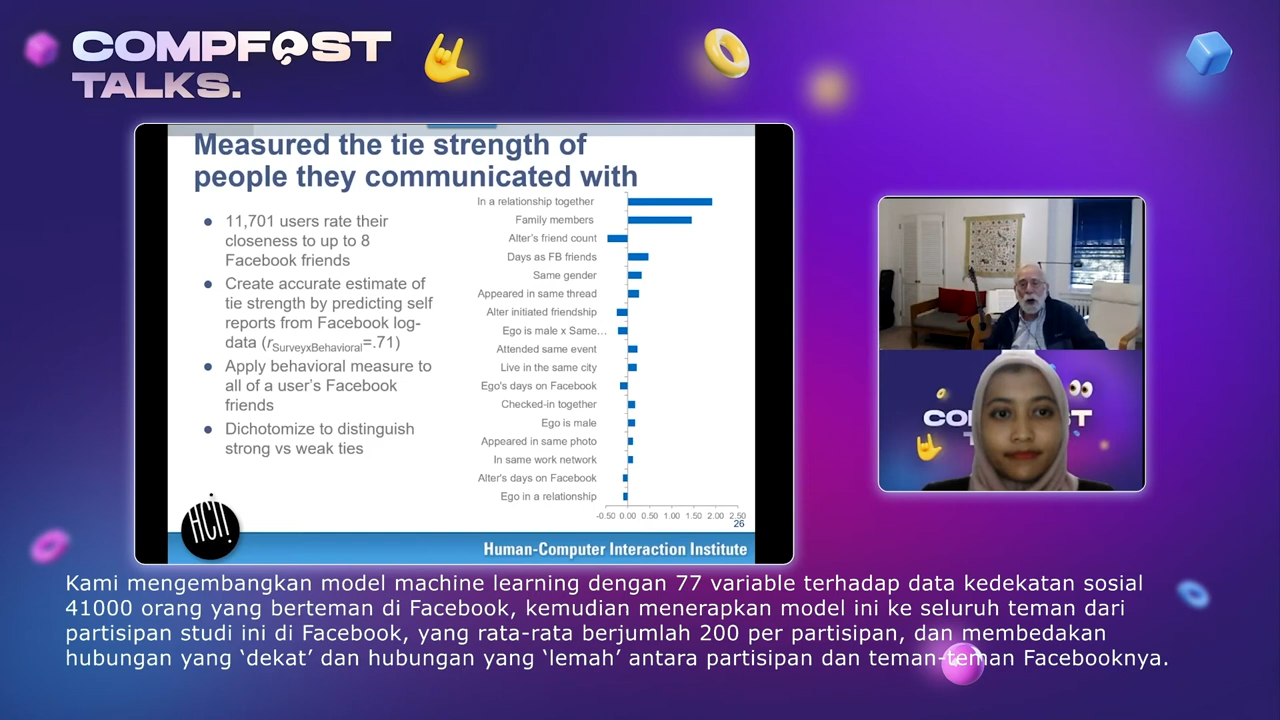 COMPFEST
TALKS.
Measured the tie strength of
people they communicated with
● 11,701 users rate their
closeness to up to 8
Facebook friends
● Create accurate estimate of
tie strength by predicting self
reports from Facebook log-
data (rSurveyxBehavioral=.71)
● Apply behavioral measure to
all of a user's Facebook
friends
● Dichotomize to distinguish
strong vs weak ties
In a relationship together
Family members
Alter's friend count
Days as FB friends
Same gender
Appeared in same thread
Alter initiated friendship
Ego is male x Same…
Attended same event
Live in the same city
Ego's days on Facebook
Checked-in together
Ego is male
Appeared in same photo
In same work network
Alter's days on Facebook
Ego in a relationship
-0.50 0.00 0.50 1.00 1.50 2.00 2.50
26
HCII
Human-Computer Interaction Institute
Kami mengembangkan model machine learning dengan 77 variable terhadap data kedekatan sosial
41000 orang yang berteman di Facebook, kemudian menerapkan model ini ke seluruh teman dari
partisipan studi ini di Facebook, yang rata-rata berjumlah 200 per partisipan, dan membedakan
hubungan yang ‘dekat’ dan hubungan yang ‘lemah’ antara partisipan dan teman-teman Facebooknya.